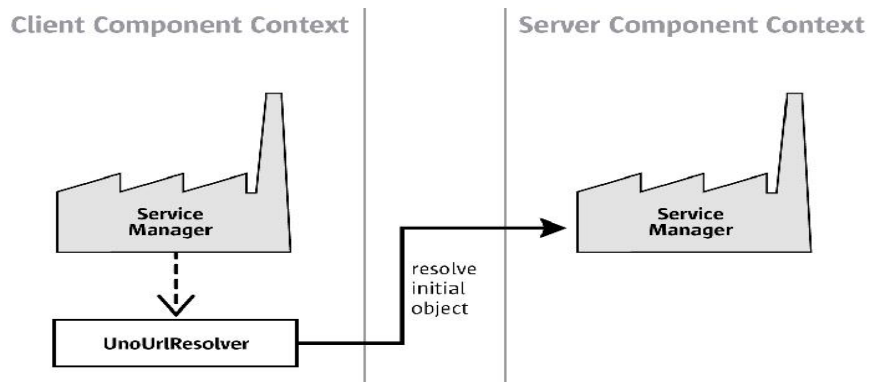 Client Component Context
Server Component Context
Service
Manager
Service
Manager
resolve
initial
object
UnoUrlResolver